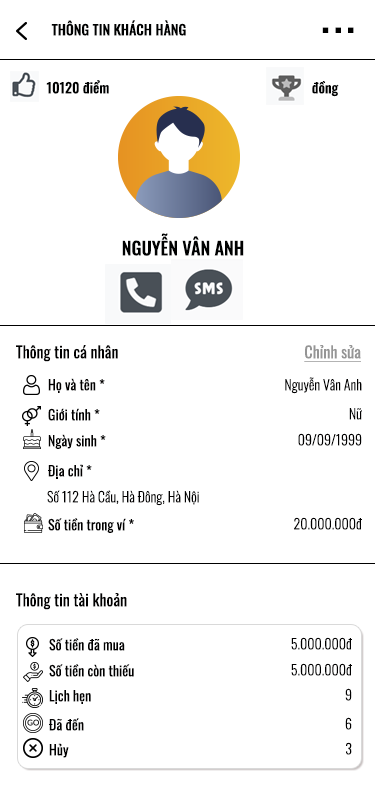 THÔNG TIN KHÁCH HÀNG
10120 điểm
đồng
NGUYỄN VÂN ANH
SMS
Thông tin cá nhân
Chỉnh sửa
Họ và tên *
Nguyễn Vân Anh
Giới tính *
Nữ
Ngày sinh *
09/09/1999
Địa chỉ *
Số 112 Hà Cầu, Hà Đông, Hà Nội
Số tiền trong ví *
20.000.000đ
Thông tin tài khoản
Số tiền đã mua
5.000.000đ
Số tiền còn thiếu
5.000.000đ
Lịch hẹn
9
GO
Đã đến
6
Hủy
3